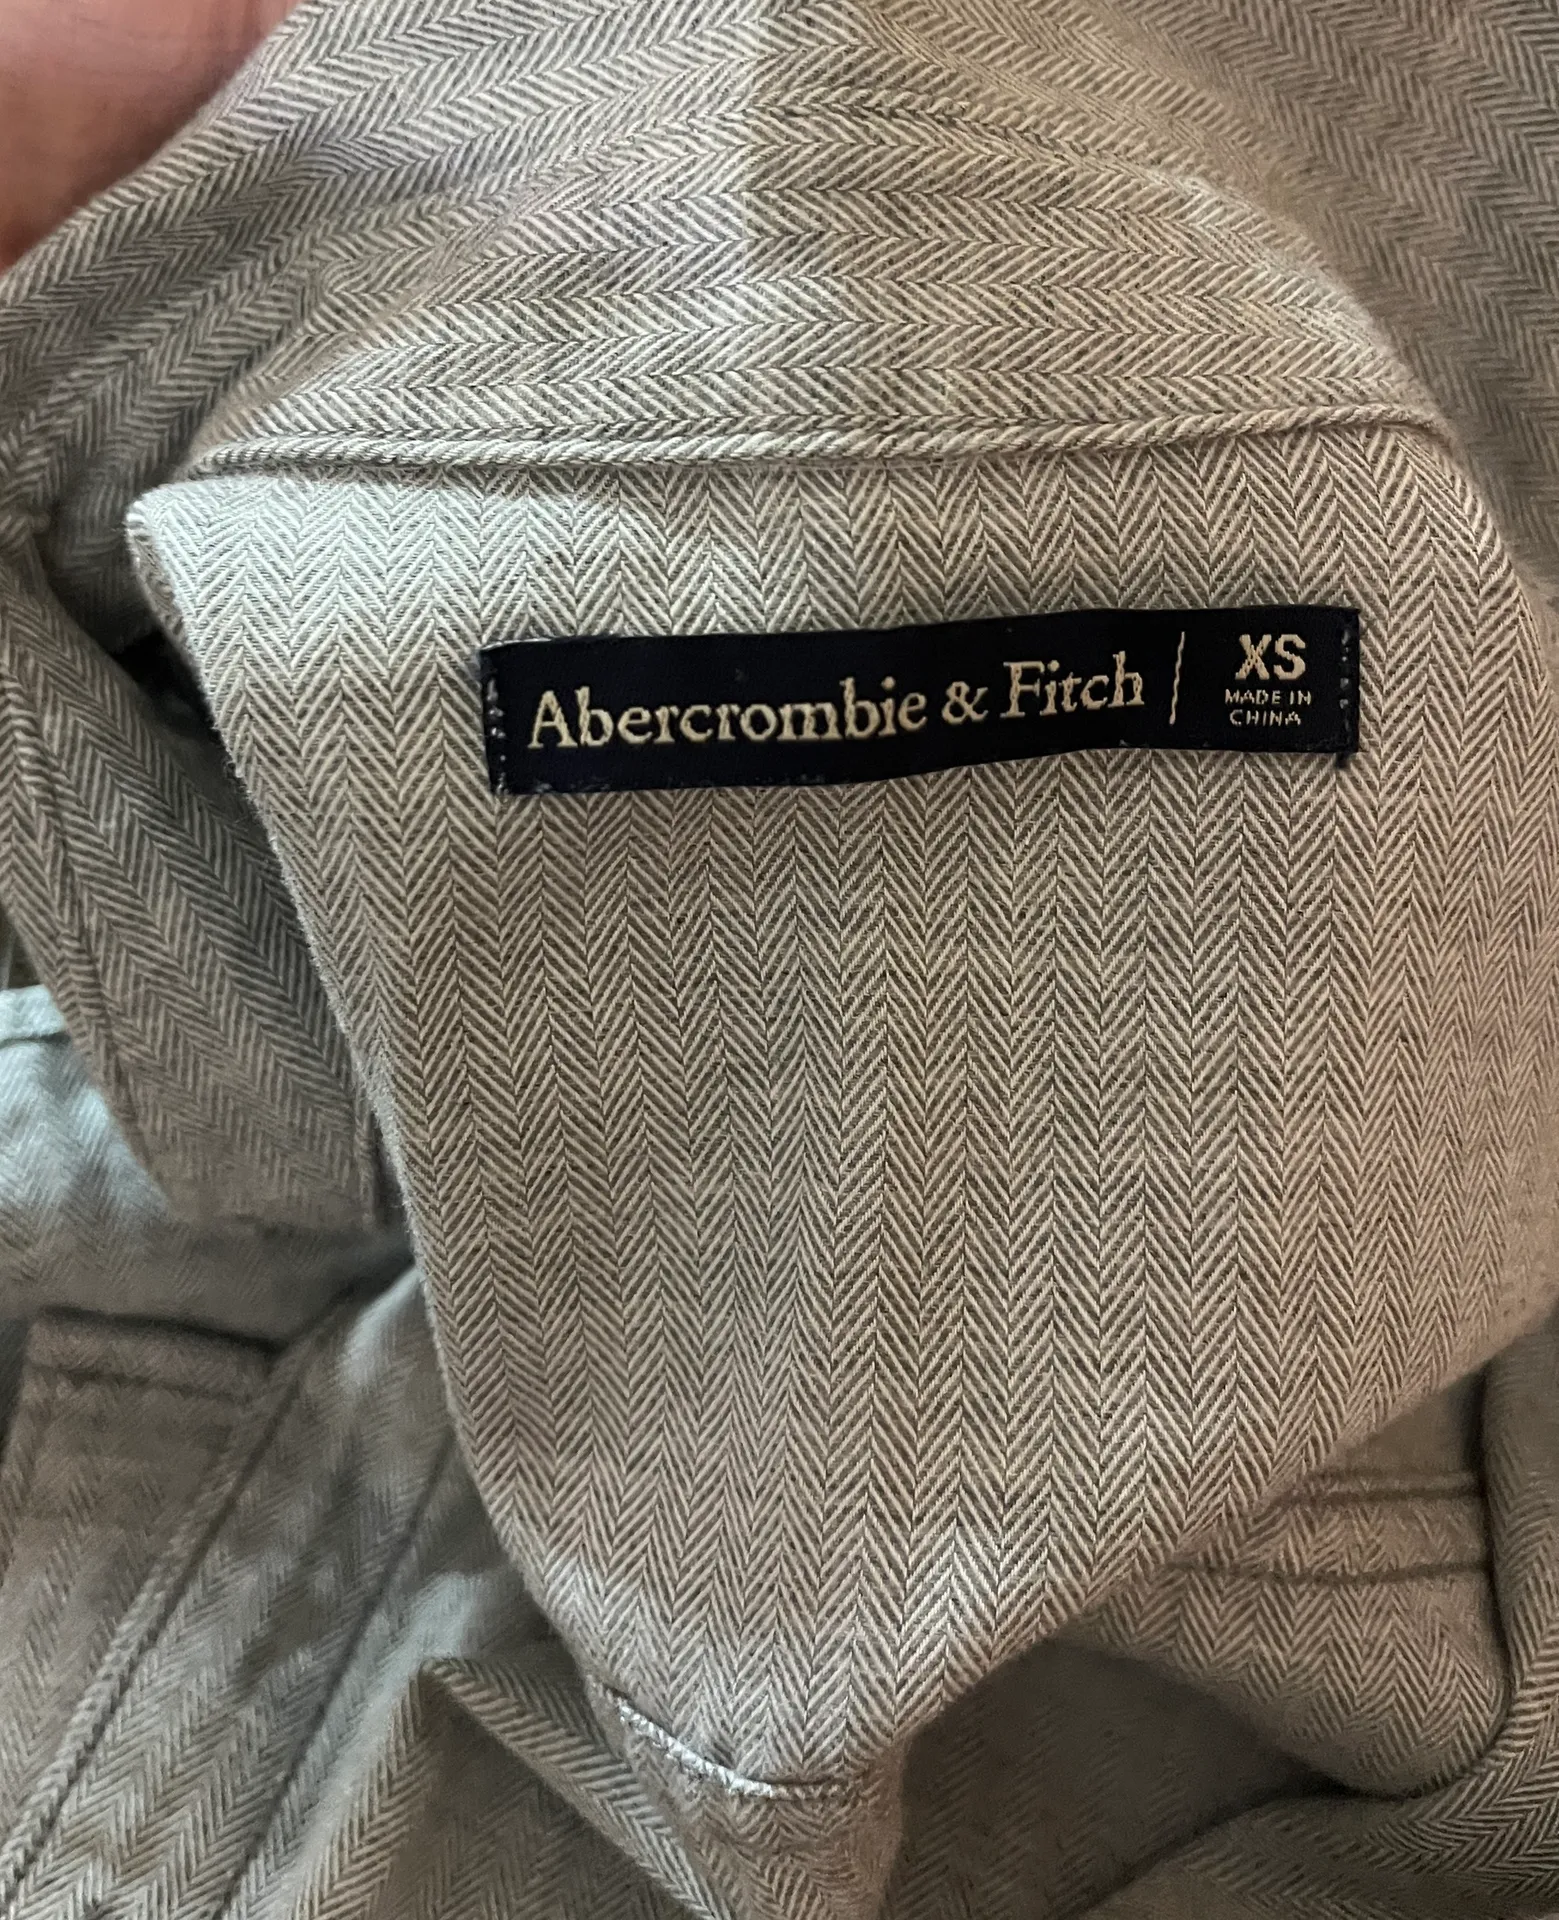 Abercrombie & Fitch | XS
MADE IN
CHINA